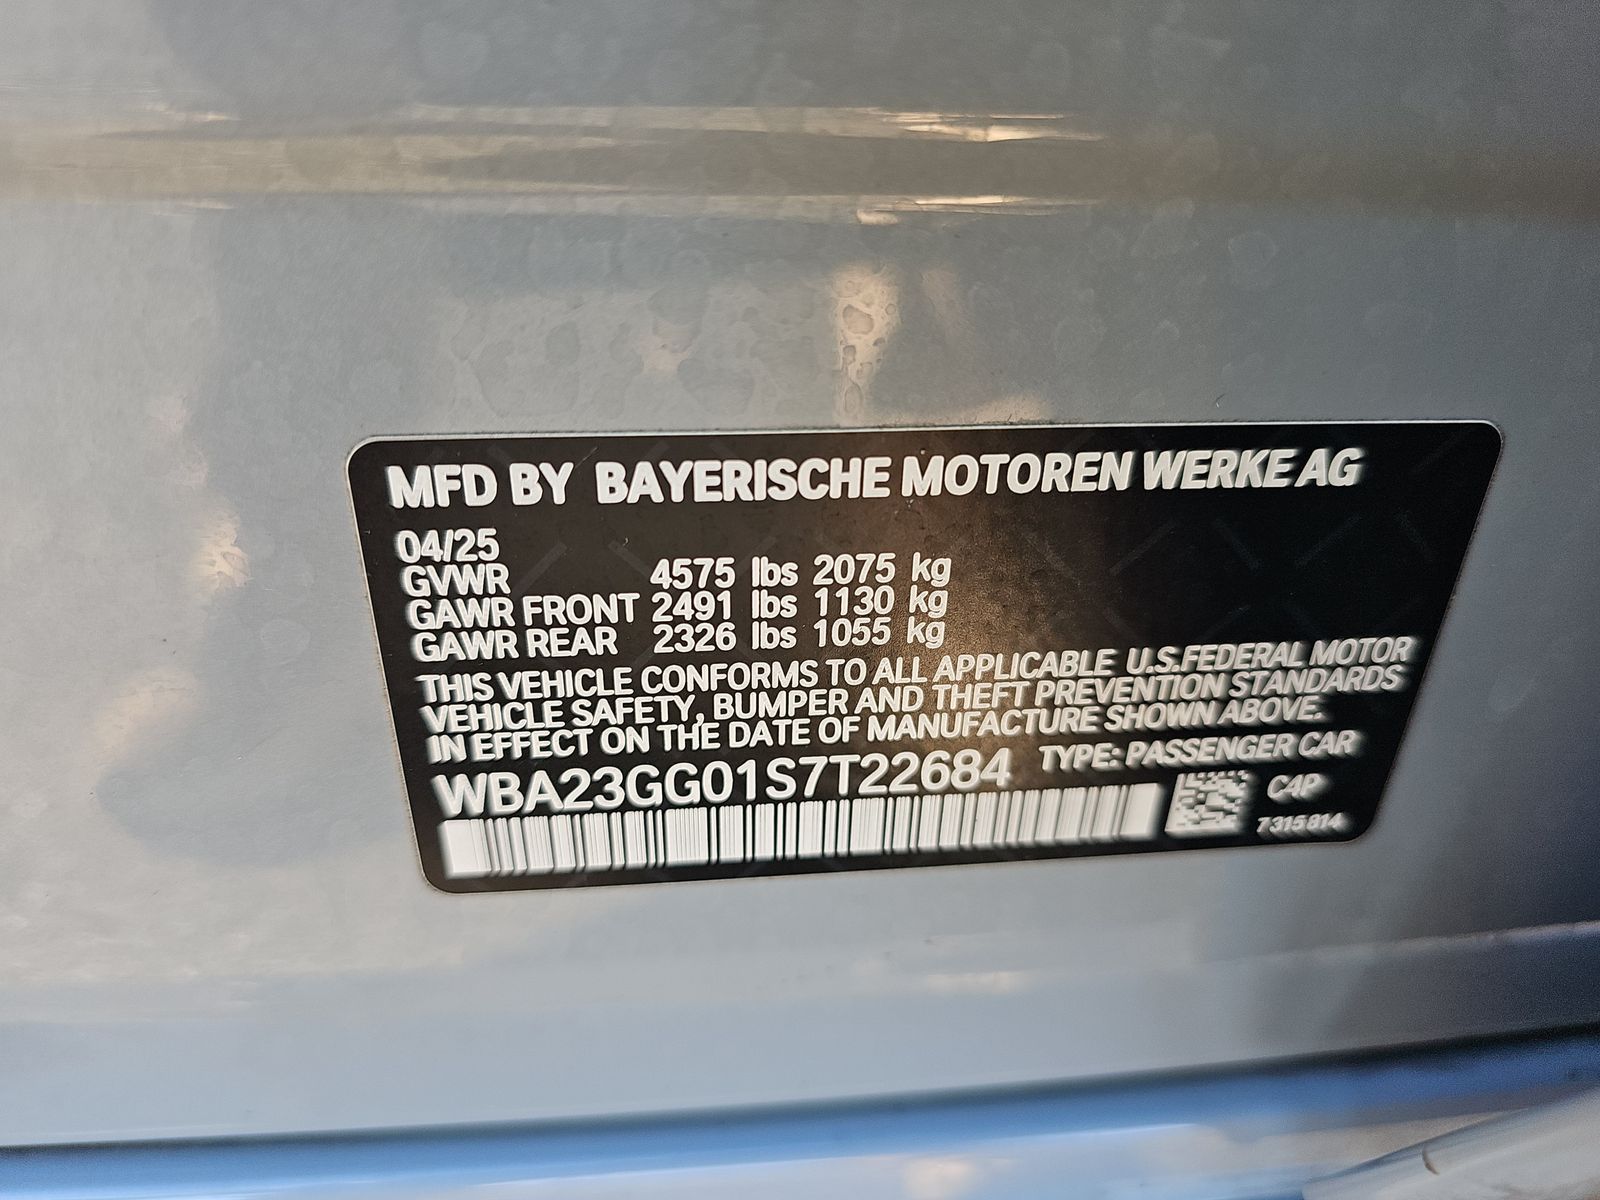 MFD BY BAYERISCHE MOTOREN WERKE AG
04/25
GVWR 4575 lbs 2075 kg
GAWR FRONT 2491 lbs 1130 kg
GAWR REAR 2326 lbs 1055 kg
THIS VEHICLE CONFORMS TO ALL APPLICABLE U.S.FEDERAL MOTOR
VEHICLE SAFETY, BUMPER AND THEFT PREVENTION STANDARDS
IN EFFECT ON THE DATE OF MANUFACTURE SHOWN ABOVE.
WBA23GG01S7T22684 TYPE: PASSENGER CAR
C4P
7315814